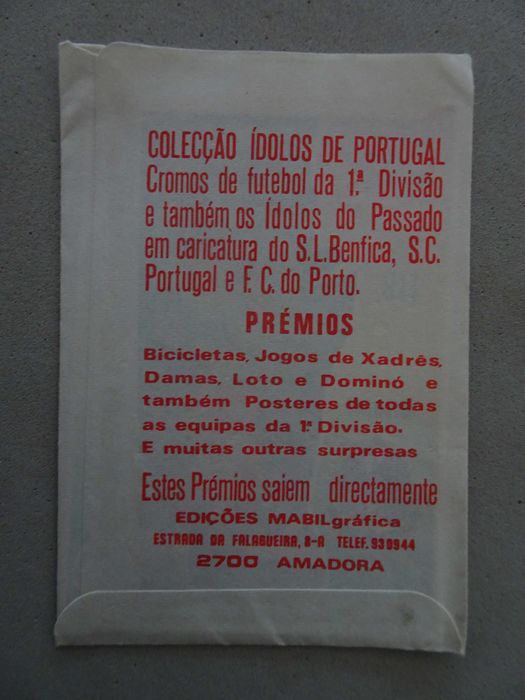 COLECÇÃO ÍDOLOS DE PORTUGAL
Cromos de futebol da 1.ª Divisão
e também os Ídolos do Passado
em caricatura do S.L.Benfica, S.C.
Portugal e F. C. do Porto.
PRÉMIOS
Bicicletas, Jogos de Xadrês,
Damas, Loto e Dominó e
também Posteres de todas
as equipas da 1ª Divisão.
E muitas outras surpresas
Estes Prémios saiem directamente
EDIÇÕES MABILgráfica
ESTRADA DA FALAGUEIRA, 8-A TELEF. 930944
2700 AMADORA